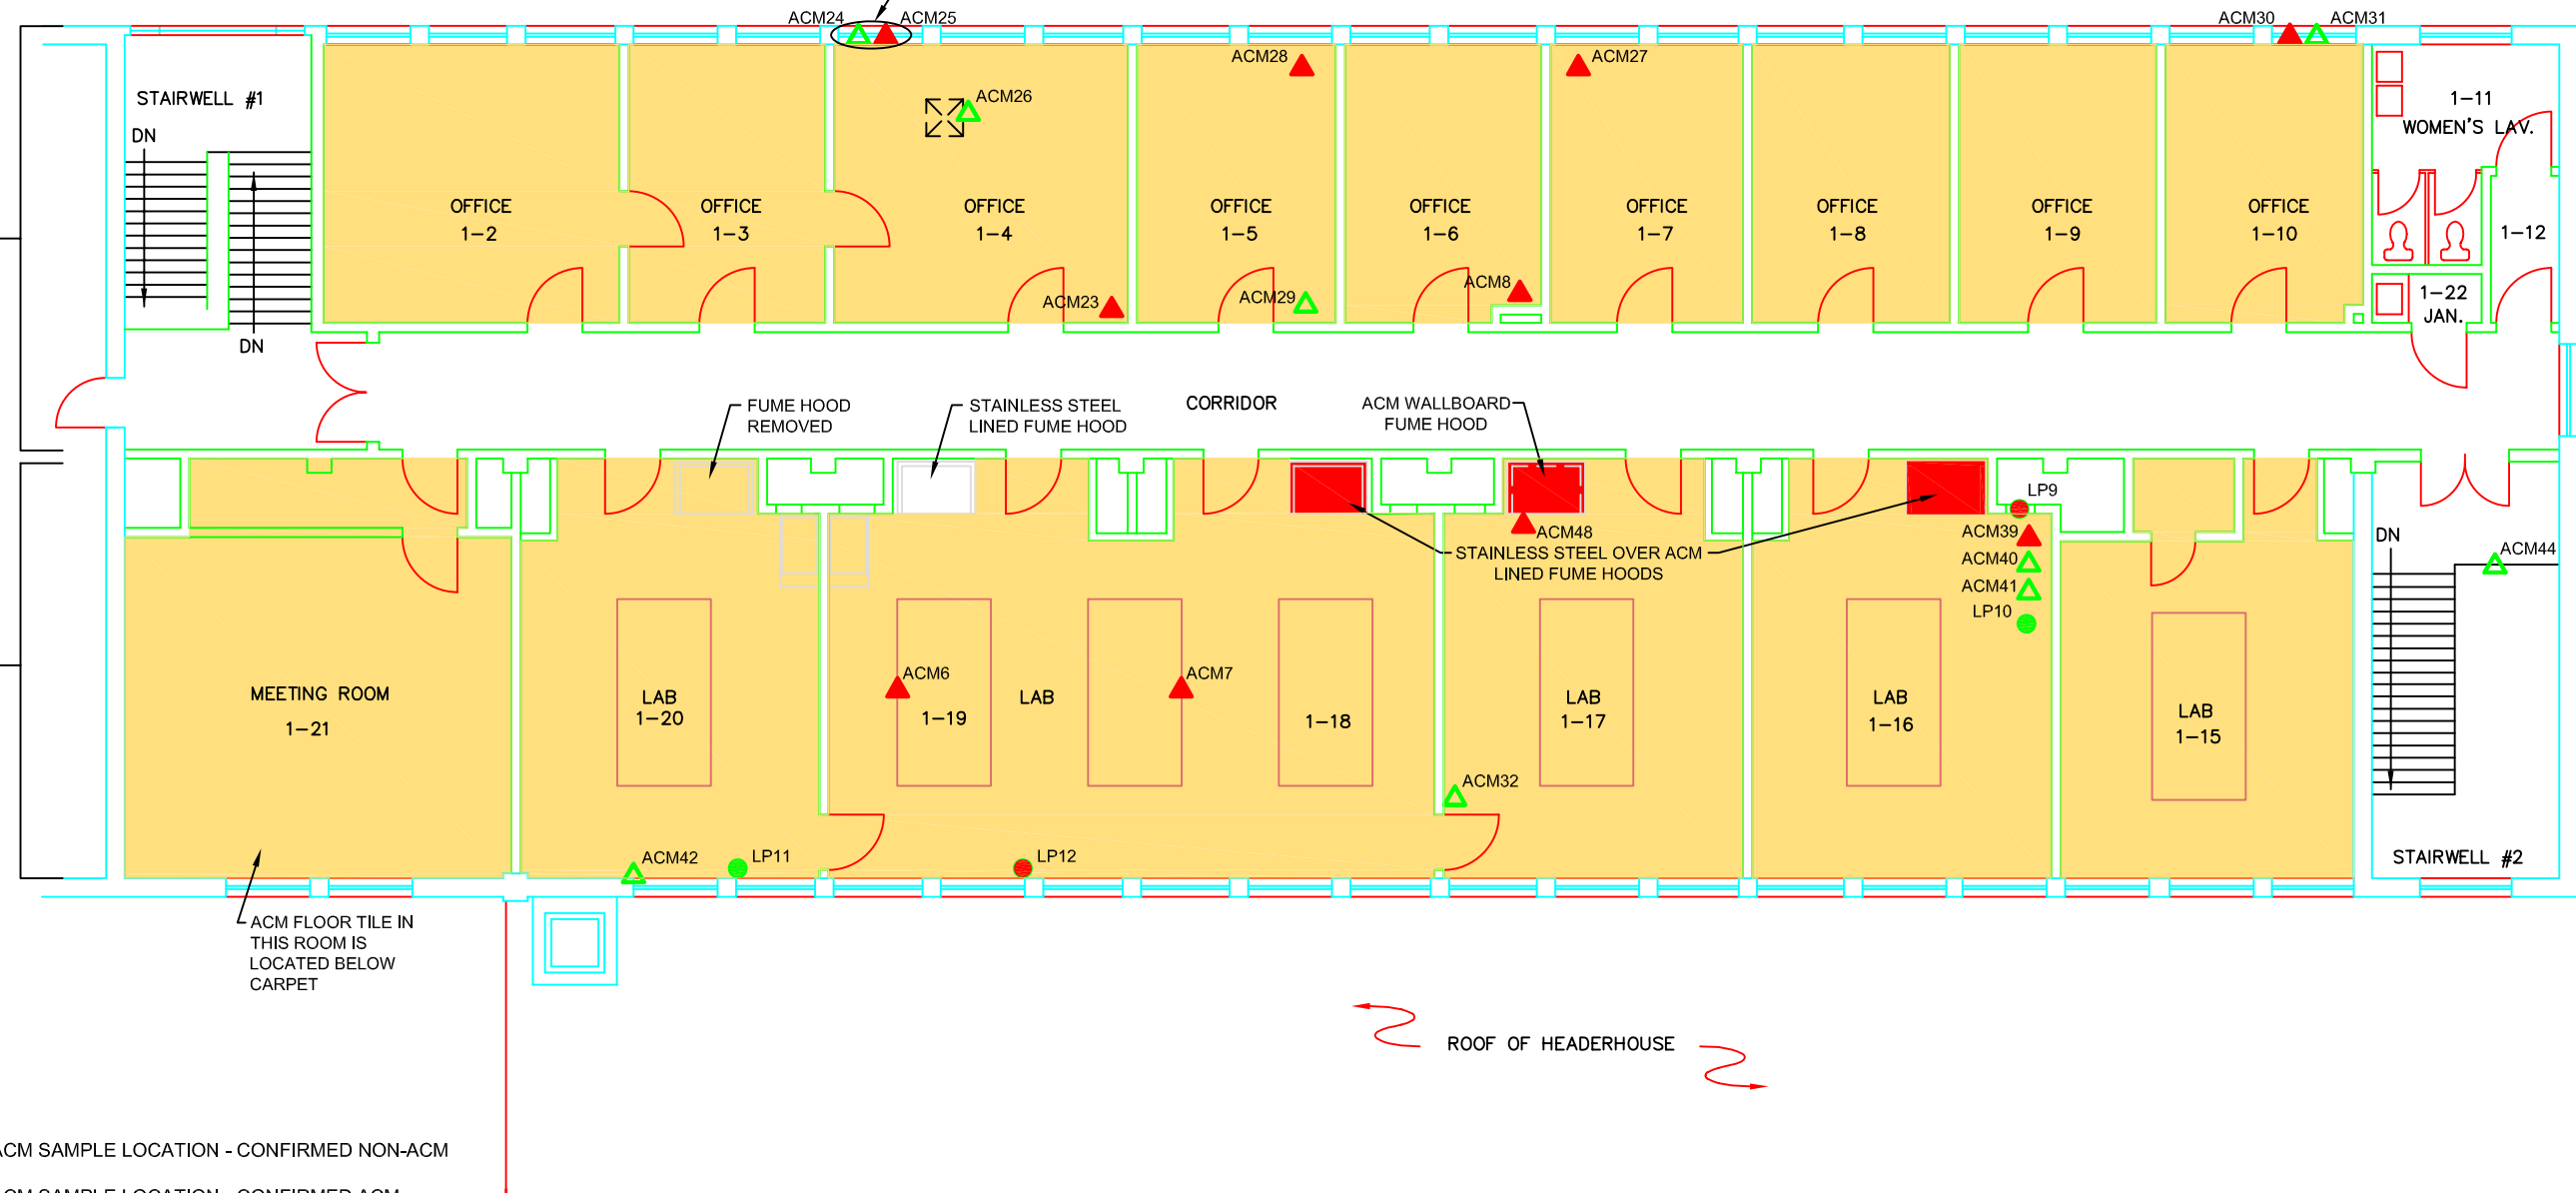 ACM24
ACM25
ACM30
ACM31
ACM28
ACM27
STAIRWELL #1
ACM26
1-11
WOMEN'S LAV.
DN
OFFICE
1-2
OFFICE
1-3
OFFICE
1-4
OFFICE
1-5
OFFICE
1-6
OFFICE
1-7
OFFICE
1-8
OFFICE
1-9
OFFICE
1-10
1-12
ACM23
ACM29
ACM8
1-22
JAN.
DN
FUME HOOD
REMOVED
STAINLESS STEEL
LINED FUME HOOD
CORRIDOR
ACM WALLBOARD
FUME HOOD
LP9
ACM48
ACM39
ACM40
ACM41
LP10
STAINLESS STEEL OVER ACM
LINED FUME HOODS
DN
ACM44
MEETING ROOM
1-21
LAB
1-20
ACM6
1-19
LAB
ACM7
1-18
LAB
1-17
LAB
1-16
LAB
1-15
ACM32
ACM42
LP11
LP12
STAIRWELL #2
ACM FLOOR TILE IN
THIS ROOM IS
LOCATED BELOW
CARPET
ROOF OF HEADERHOUSE
ACM SAMPLE LOCATION - CONFIRMED NON-ACM
ACM SAMPLE LOCATION - CONFIRMED ACM